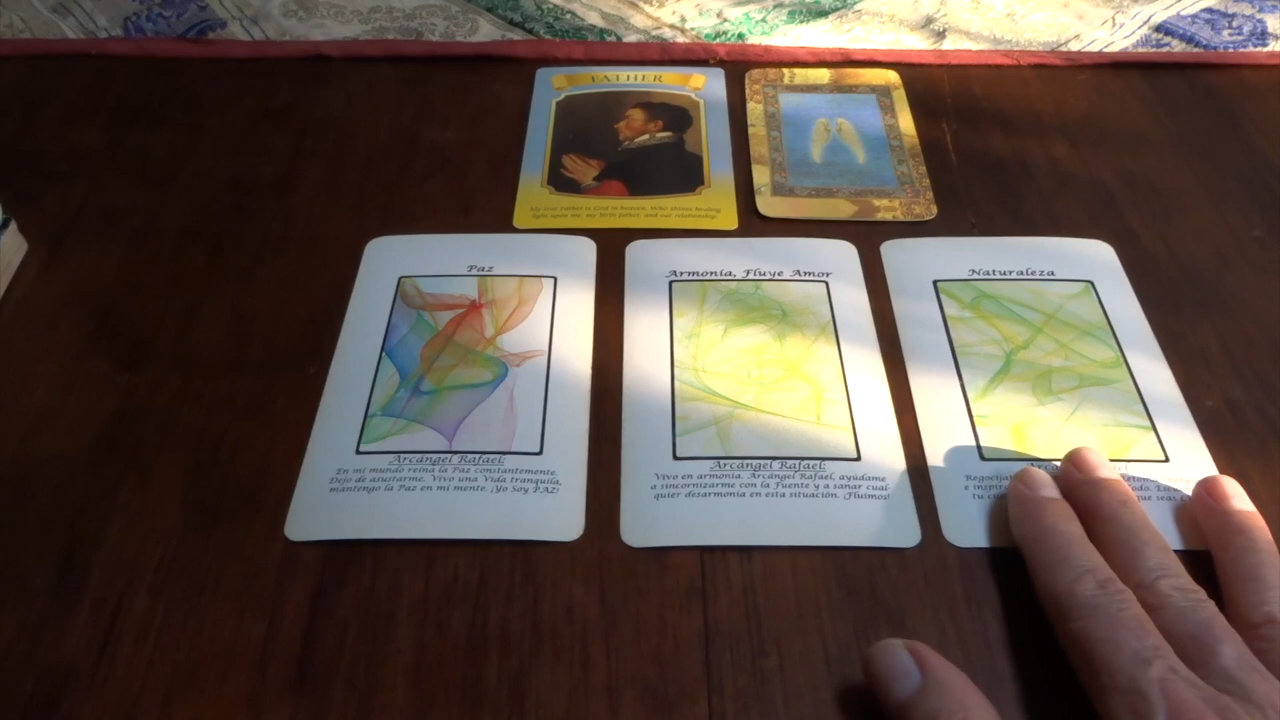 FATHER
My true Father is God in heaven, Who shines healing
light upon me, my birth father, and our relationship.
Paz
Arcángel Rafael:
En mi mundo reina la Paz constantemente.
Dejo de asustarme. Vivo una Vida tranquila,
mantengo la Paz en mi mente. ¡Yo Soy PAZ!
Armonía, Fluye Amor
Arcángel Rafael:
Vivo en armonía. Arcángel Rafael, ayúdame
a sincornizarme con la Fuente y a sanar cual-
quier desarmonía en esta situación. ¡Fluimos!
Naturaleza
e
tu
que seas